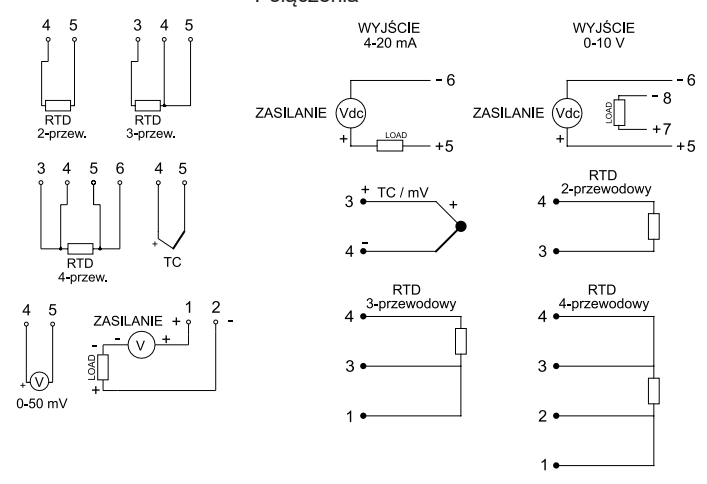 4 5
RTD
2-przew.
3 4 5
RTD
3-przew.
3 4 5 6
RTD
4-przew.
4 5
+
TC
4 5
+ V
0-50 mV
ZASILANIE + 1 2 -
- V +
-
LOAD
+
WYJŚCIE
4-20 mA
- 6
ZASILANIE Vdc
+ LOAD +5
WYJŚCIE
0-10 V
- 6
- 8
ZASILANIE Vdc LOAD
+7
+ +5
+ TC / mV +
3
4 -
RTD
2-przewodowy
4
3
RTD
3-przewodowy
4
3
1
RTD
4-przewodowy
4
3
2
1